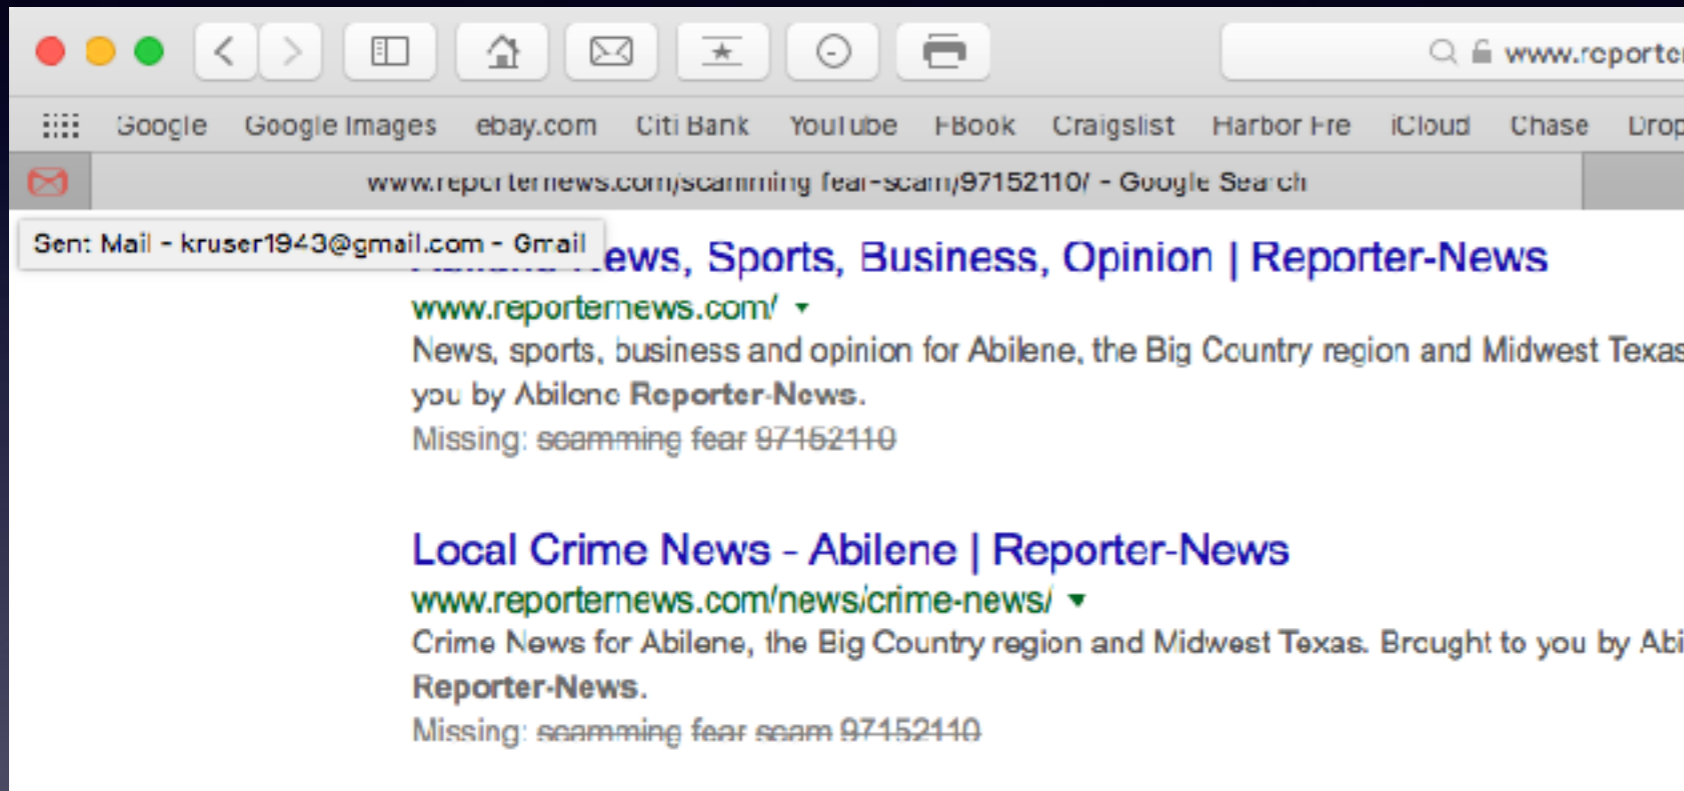 www.reporter
Google Google Images ebay.com Citi Bank YouTube FBook Craigslist Harbor Fre iCloud Chase Drop
www.reporternews.com/scamming fear-scam/97152110/ - Google Search
Sent Mail - kruser1943@gmail.com - Gmail
ews, Sports, Business, Opinion | Reporter-News
www.reporternews.com/
News, sports, business and opinion for Abilene, the Big Country region and Midwest Texas
you by Abilene Reporter-News.
Missing: scamming fear 97152110
Local Crime News - Abilene | Reporter-News
www.reporternews.com/news/crime-news/
Crime News for Abilene, the Big Country region and Midwest Texas. Brought to you by Abi
Reporter-News.
Missing: scamming fear scam 97152110